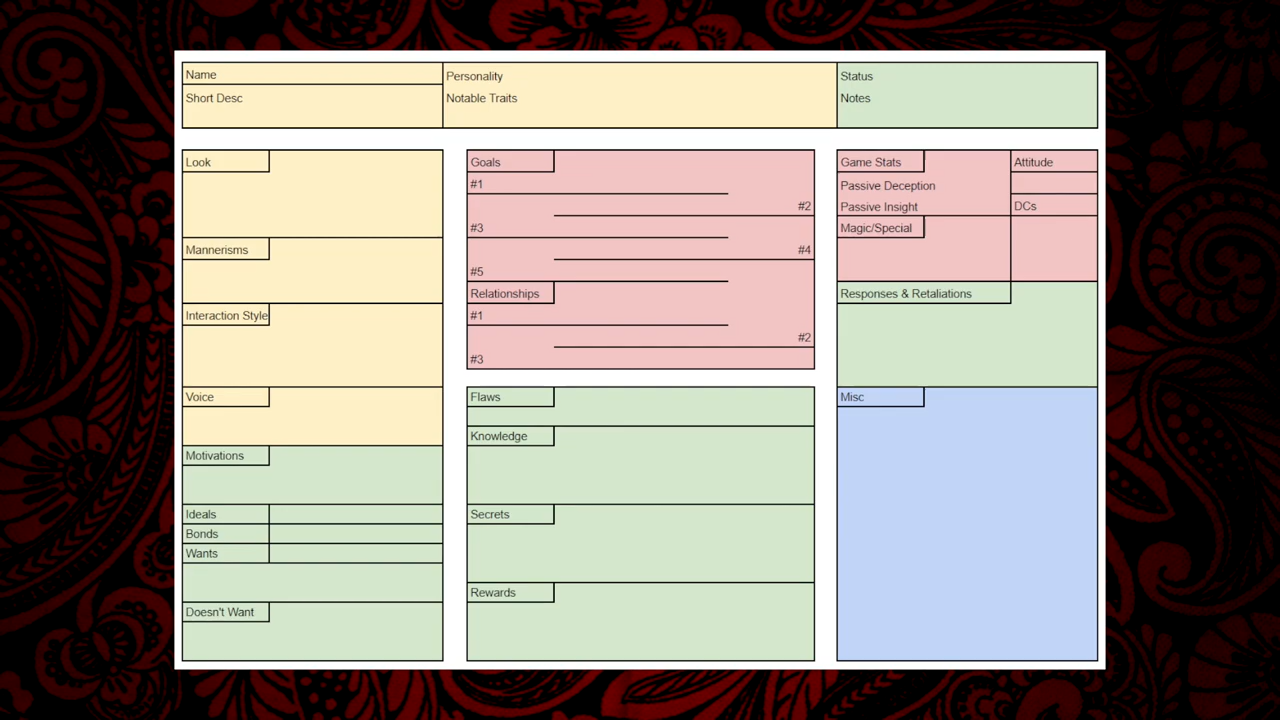 Name
Short Desc
Personality
Notable Traits
Status
Notes
Look
Mannerisms
Interaction Style
Voice
Motivations
Ideals
Bonds
Wants
Doesn't Want
Goals
#1
#2
#3
#4
#5
Relationships
#1
#2
#3
Flaws
Knowledge
Secrets
Rewards
Game Stats
Attitude
Passive Deception
Passive Insight
DCs
Magic/Special
Responses & Retaliations
Misc